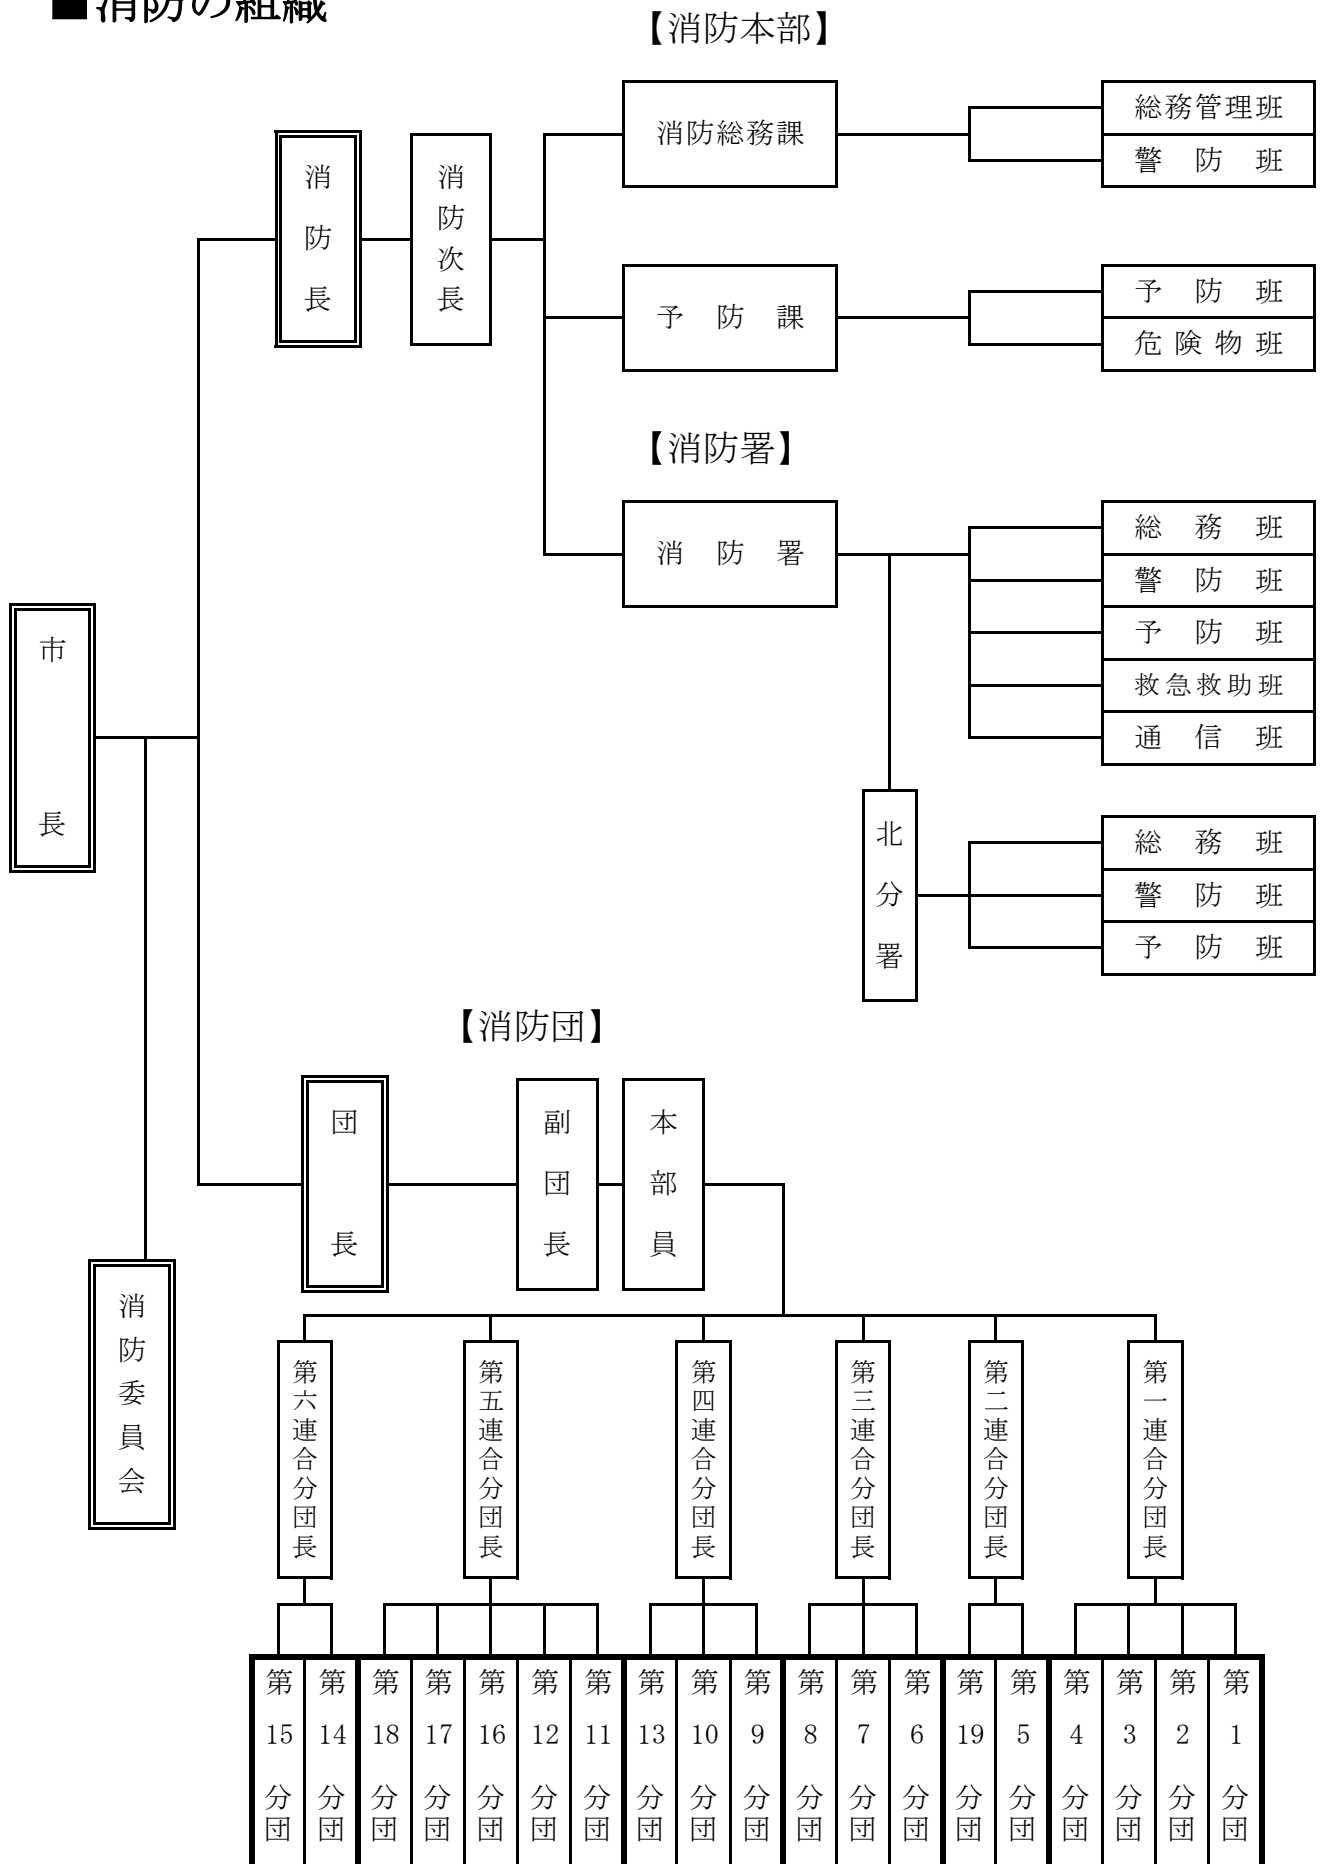 ■消防の組織
【消防本部】
消防長
消防次長
消防総務課
総務管理班
警防班
予防課
予防班
危険物班
【消防署】
消防署
総務班
警防班
予防班
救急救助班
通信班
市長
北分署
総務班
警防班
予防班
【消防団】
団長
副団長
本部員
消防委員会
第六連合分団長
第五連合分団長
第四連合分団長
第三連合分団長
第二連合分団長
第一連合分団長
第15分団
第14分団
第18分団
第17分団
第16分団
第12分団
第11分団
第13分団
第10分団
第9分団
第8分団
第7分団
第6分団
第19分団
第5分団
第4分団
第3分団
第2分団
第1分団